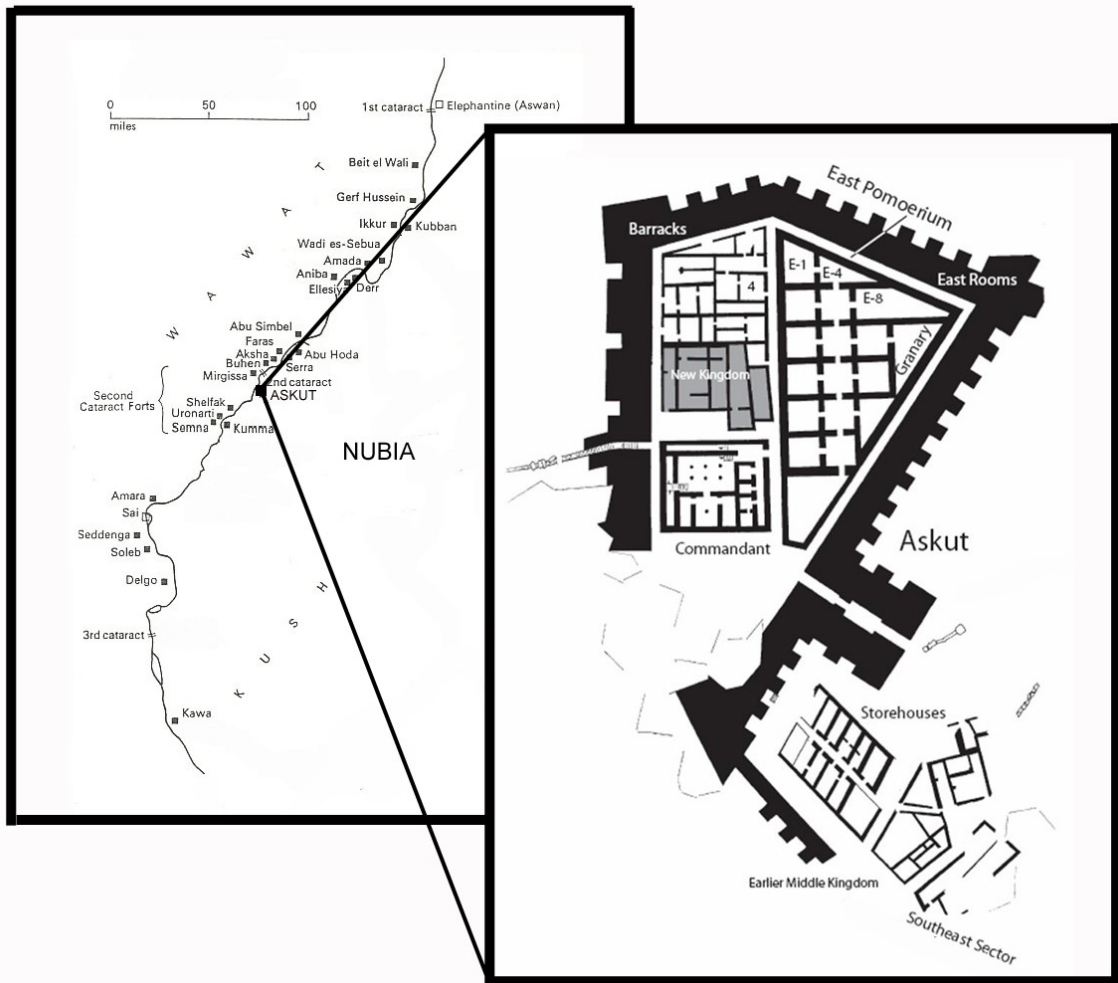 0 50 100
miles
1st cataract
Elephantine (Aswan)
Beit el Wali
Gerf Hussein
Ikkur
Kubban
Wadi es-Sebua
Amada
Aniba
Ellesiya
Derr
W A W A T
Abu Simbel
Faras
Aksha
Abu Hoda
Buhen
Serra
Mirgissa
2nd cataract
ASKUT
Second
Cataract Forts
Shelfak
Uronarti
Semna
Kumma
NUBIA
Amara
Sai
Seddenga
Soleb
Delgo
3rd cataract
K U S H
Kawa
East Pomoerium
Barracks
E-1
E-4
East Rooms
4
E-8
Granary
New Kingdom
Commandant
Askut
Storehouses
Earlier Middle Kingdom
Southeast Sector